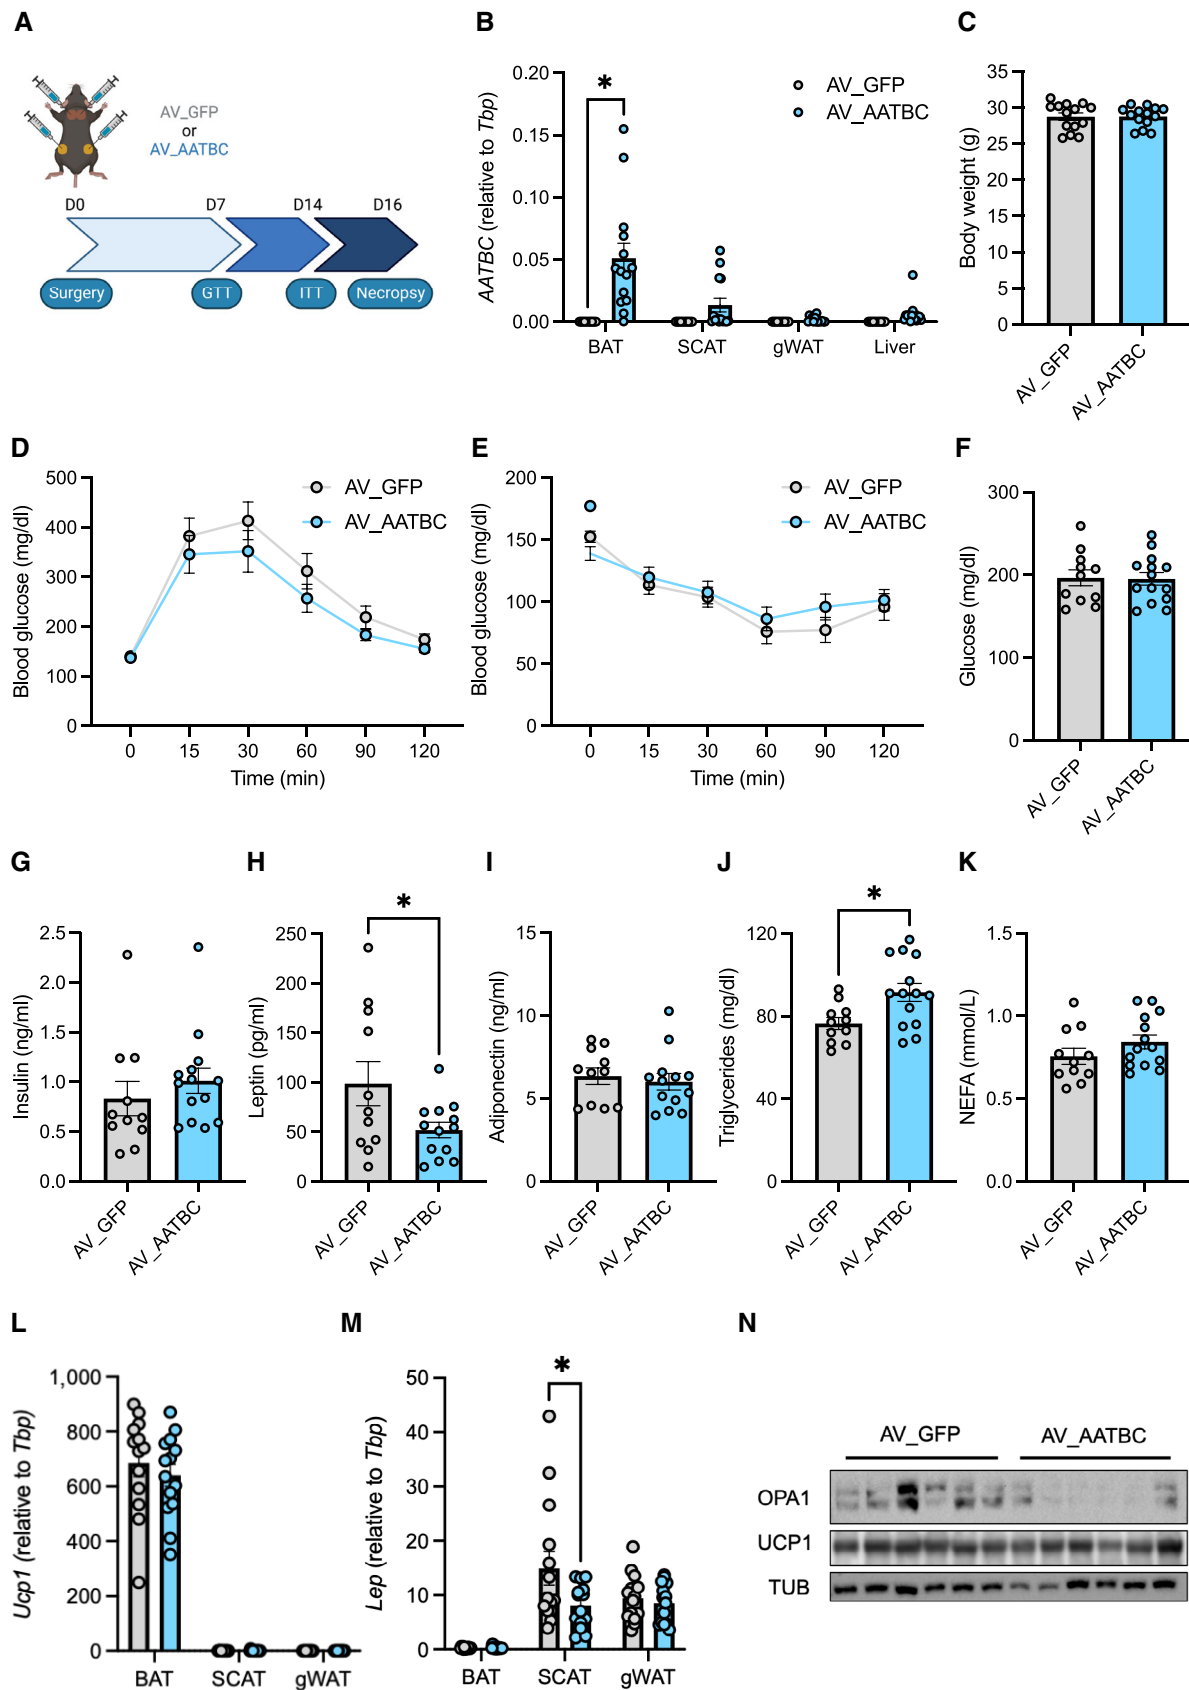 A
AV_GFP
or
AV_AATBC
D0
D7
D14
D16
Surgery
GTT
ITT
Necropsy
B
AATBC (relative to Tbp)
0.20
0.15
0.10
0.05
0.00
*
AV_GFP
AV_AATBC
BAT
SCAT
gWAT
Liver
C
Body weight (g)
35
30
25
20
15
10
5
0
AV_GFP
AV_AATBC
D
Blood glucose (mg/dl)
500
400
300
200
100
0
AV_GFP
AV_AATBC
0
15
30
60
90
120
Time (min)
E
Blood glucose (mg/dl)
200
150
100
50
0
AV_GFP
AV_AATBC
0
15
30
60
90
120
Time (min)
F
Glucose (mg/dl)
300
200
100
0
AV_GFP
AV_AATBC
G
Insulin (ng/ml)
2.5
2.0
1.5
1.0
0.5
0.0
AV_GFP
AV_AATBC
H
Leptin (pg/ml)
250
200
150
100
50
0
*
AV_GFP
AV_AATBC
I
Adiponectin (ng/ml)
15
10
5
0
AV_GFP
AV_AATBC
J
Triglycerides (mg/dl)
120
80
40
0
*
AV_GFP
AV_AATBC
K
NEFA (mmol/L)
1.5
1.0
0.5
0.0
AV_GFP
AV_AATBC
L
Ucp1 (relative to Tbp)
1,000
800
600
400
200
0
BAT
SCAT
gWAT
M
Lep (relative to Tbp)
50
40
30
20
10
0
*
BAT
SCAT
gWAT
N
AV_GFP
AV_AATBC
OPA1
UCP1
TUB